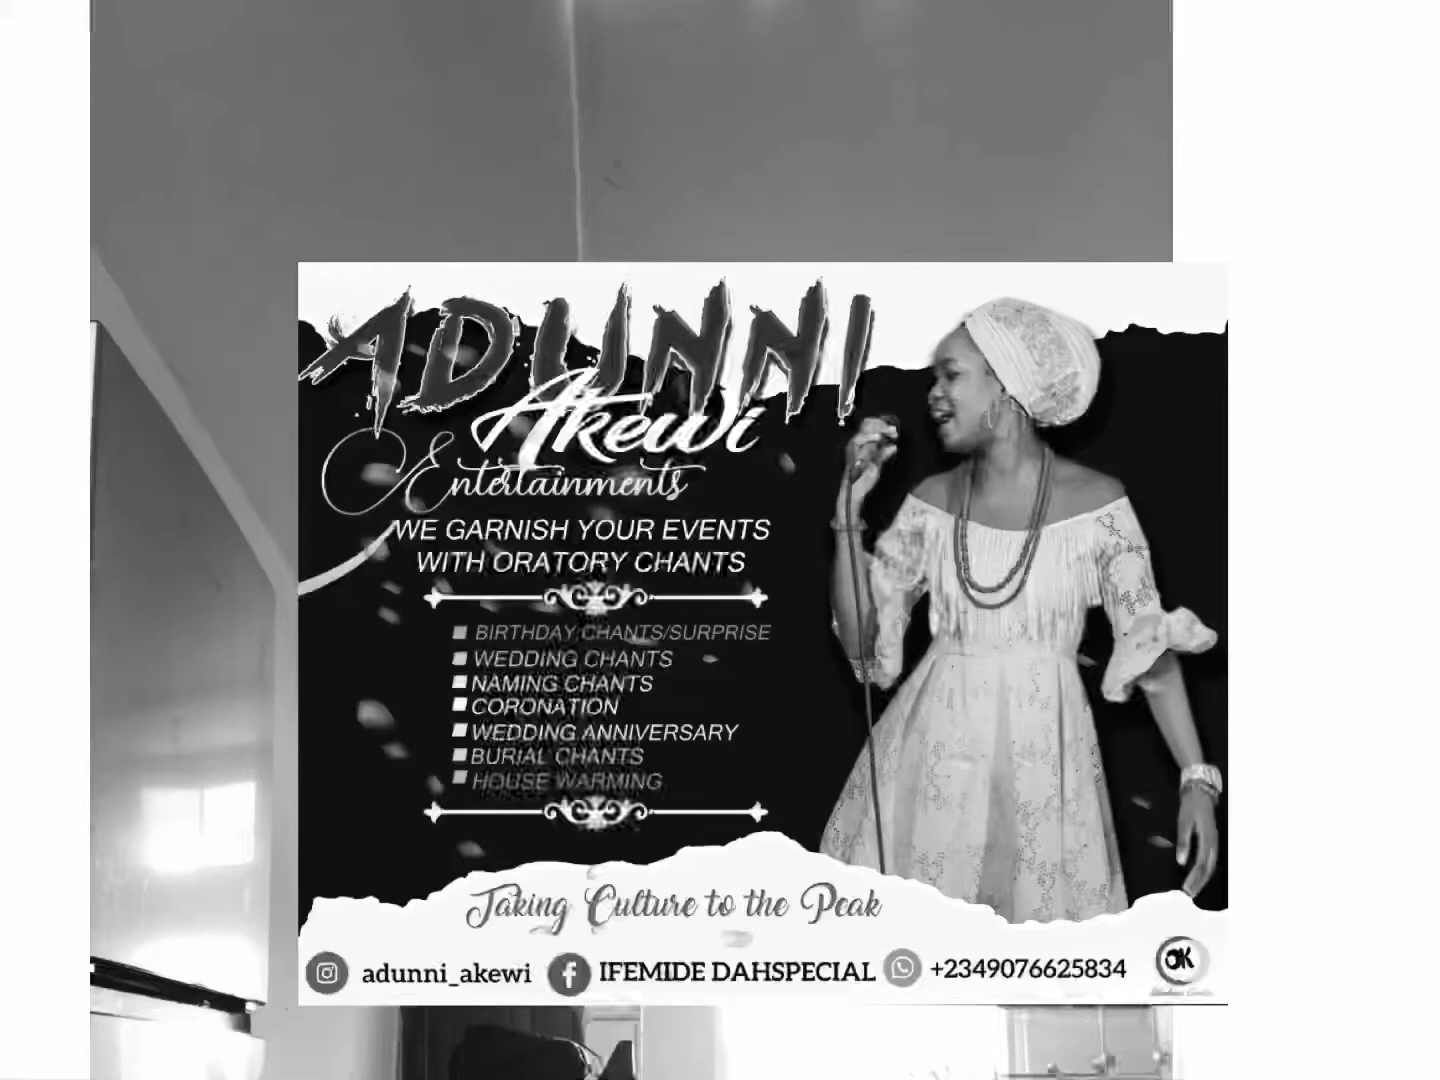 ADUNNI
Akewi
Entertainments
WE GARNISH YOUR EVENTS
WITH ORATORY CHANTS
BIRTHDAY CHANTS/SURPRISE
WEDDING CHANTS
NAMING CHANTS
CORONATION
WEDDING ANNIVERSARY
BURIAL CHANTS
HOUSE WARMING
Taking Culture to the Peak
adunni_akewi IFEMIDE DAHSPECIAL +2349076625834
OK